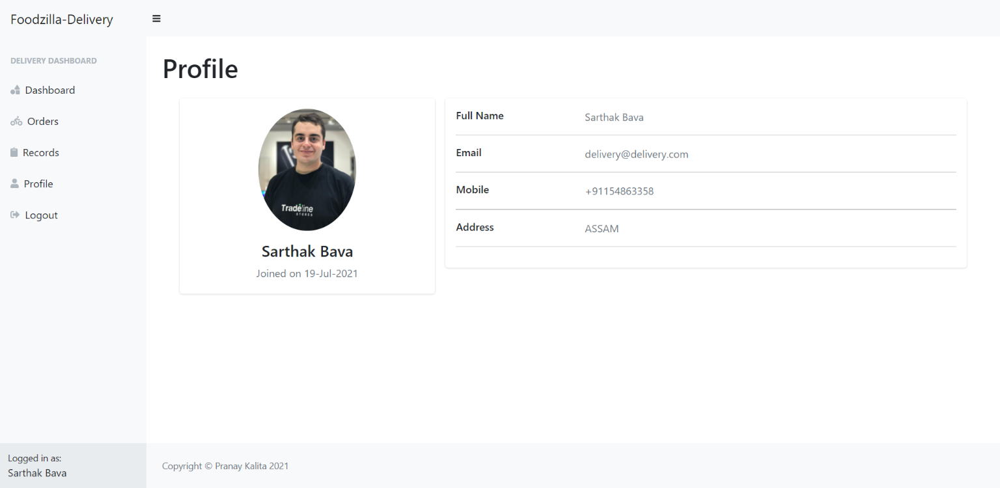 Foodzilla-Delivery
DELIVERY DASHBOARD
Dashboard
Orders
Records
Profile
Logout
Profile
Tradeline
STORES
Sarthak Bava
Joined on 19-Jul-2021
Full Name Sarthak Bava
Email delivery@delivery.com
Mobile +91154863358
Address ASSAM
Logged in as:
Sarthak Bava
Copyright © Pranay Kalita 2021